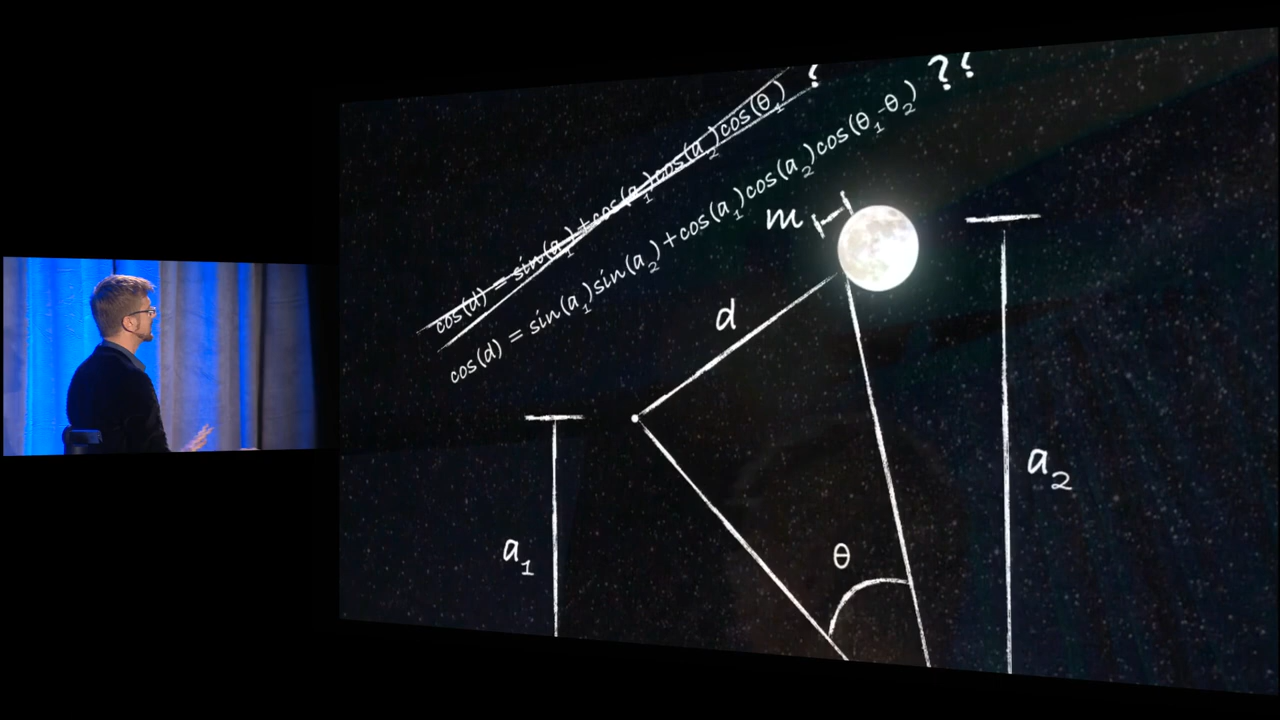 cos(d) = sin(a₁)+cos(a₁)cos(a₂)cos(θ₁) ?
cos(d) = sin(a₁)sin(a₂)+cos(a₁)cos(a₂)cos(θ₁-θ₂) ??
m
d
a₂
a₁
θ